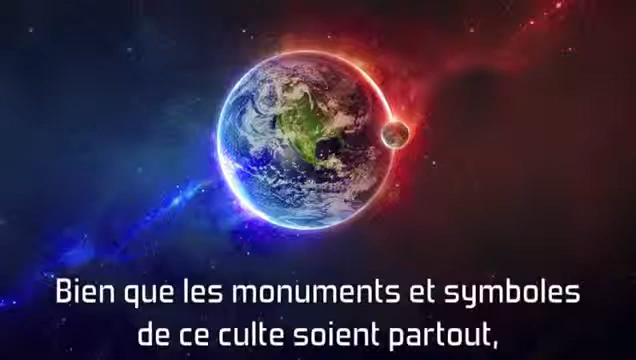 Bien que les monuments et symboles
de ce culte soient partout,